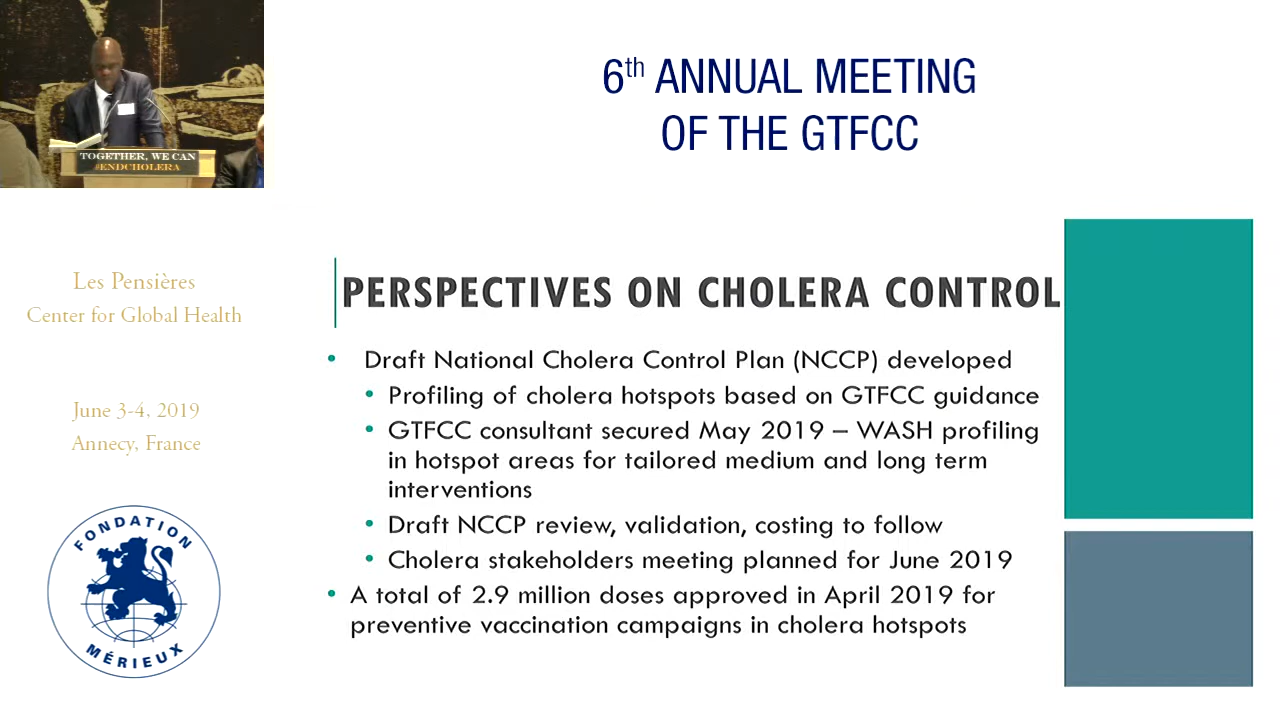 TOGETHER, WE CAN
#ENDCHOLERA
6th ANNUAL MEETING
OF THE GTFCC
Les Pensières
Center for Global Health
June 3-4, 2019
Annecy, France
FONDATION
MÉRIEUX
PERSPECTIVES ON CHOLERA CONTROL
• Draft National Cholera Control Plan (NCCP) developed
• Profiling of cholera hotspots based on GTFCC guidance
• GTFCC consultant secured May 2019 – WASH profiling
in hotspot areas for tailored medium and long term
interventions
• Draft NCCP review, validation, costing to follow
• Cholera stakeholders meeting planned for June 2019
• A total of 2.9 million doses approved in April 2019 for
preventive vaccination campaigns in cholera hotspots